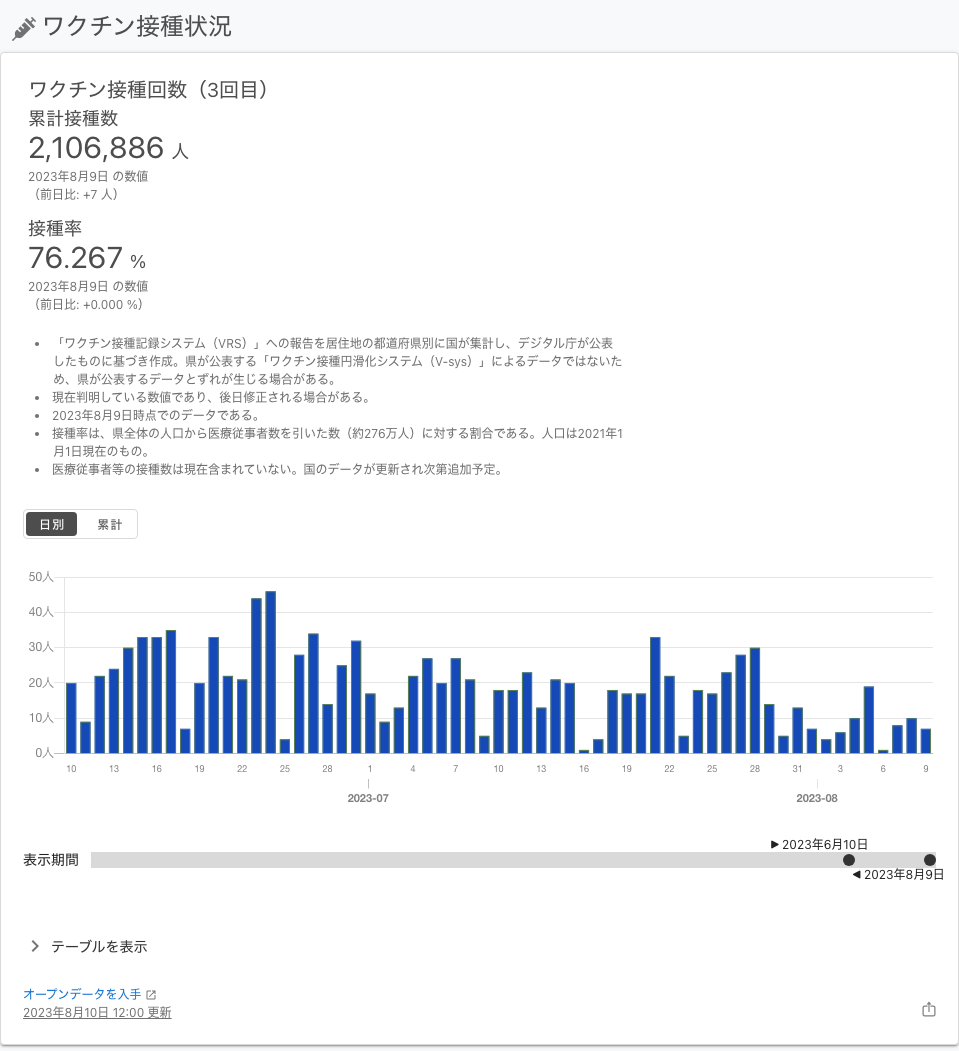 ワクチン接種状況
ワクチン接種回数（3回目）
累計接種数
2,106,886 人
2023年8月9日 の数値
（前日比: +7 人）
接種率
76.267 %
2023年8月9日 の数値
（前日比: +0.000 %）
• 「ワクチン接種記録システム（VRS）」への報告を居住地の都道府県別に国が集計し、デジタル庁が公表
したものに基づき作成。県が公表する「ワクチン接種円滑化システム（V-sys）」によるデータではないた
め、県が公表するデータとずれが生じる場合がある。
• 現在判明している数値であり、後日修正される場合がある。
• 2023年8月9日時点でのデータである。
• 接種率は、県全体の人口から医療従事者数を引いた数（約276万人）に対する割合である。人口は2021年1
月1日現在のもの。
• 医療従事者等の接種数は現在含まれていない。国のデータが更新され次第追加予定。
日別 累計
50人
40人
30人
20人
10人
0人
10 13 16 19 22 25 28 1 4 7 10 13 16 19 22 25 28 31 3 6 9
2023-07 2023-08
▶ 2023年6月10日
表示期間
◀ 2023年8月9日
テーブルを表示
オープンデータを入手
2023年8月10日 12:00 更新